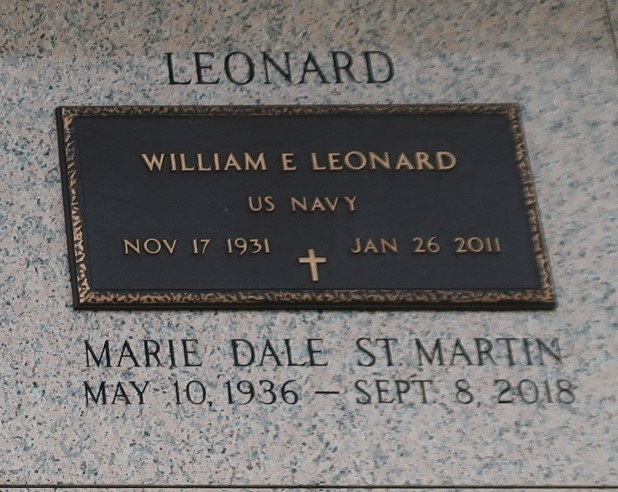 LEONARD
WILLIAM E LEONARD
US NAVY
NOV 17 1931 JAN 26 2011
MARIE DALE ST. MARTIN
MAY 10, 1936 – SEPT. 8, 2018